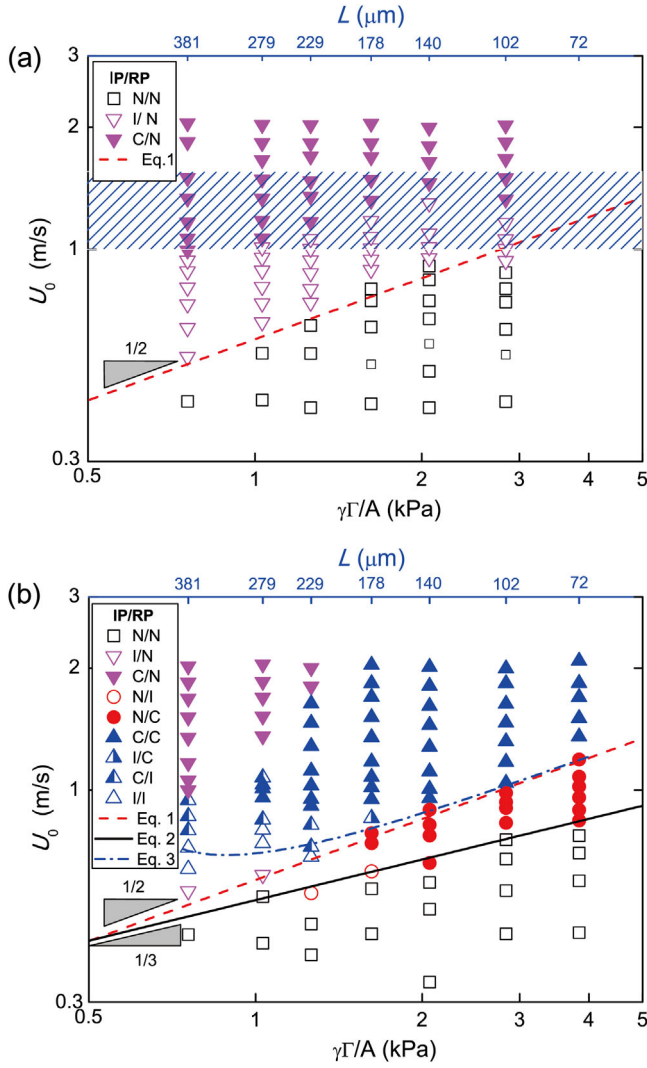 L (μm)
381 279 229 178 140 102 72
(a)
3
2
1
0.3
U0 (m/s)
IP/RP
N/N
I/ N
C/N
Eq.1
1/2
0.5 1 2 3 4 5
γΓ/A (kPa)
L (μm)
381 279 229 178 140 102 72
(b)
3
2
1
0.3
U0 (m/s)
IP/RP
N/N
I/N
C/N
N/I
N/C
C/C
I/C
C/I
I/I
Eq. 1
Eq. 2
Eq. 3
1/2
1/3
0.5 1 2 3 4 5
γΓ/A (kPa)